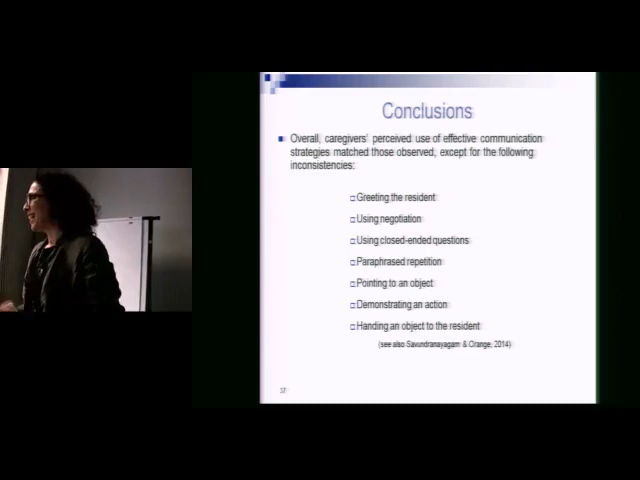 Conclusions
Overall, caregivers' perceived use of effective communication
strategies matched those observed, except for the following
inconsistencies:
Greeting the resident
Using negotiation
Using closed-ended questions
Paraphrased repetition
Pointing to an object
Demonstrating an action
Handing an object to the resident
(see also Savundranayagam & Orange, 2014)
37